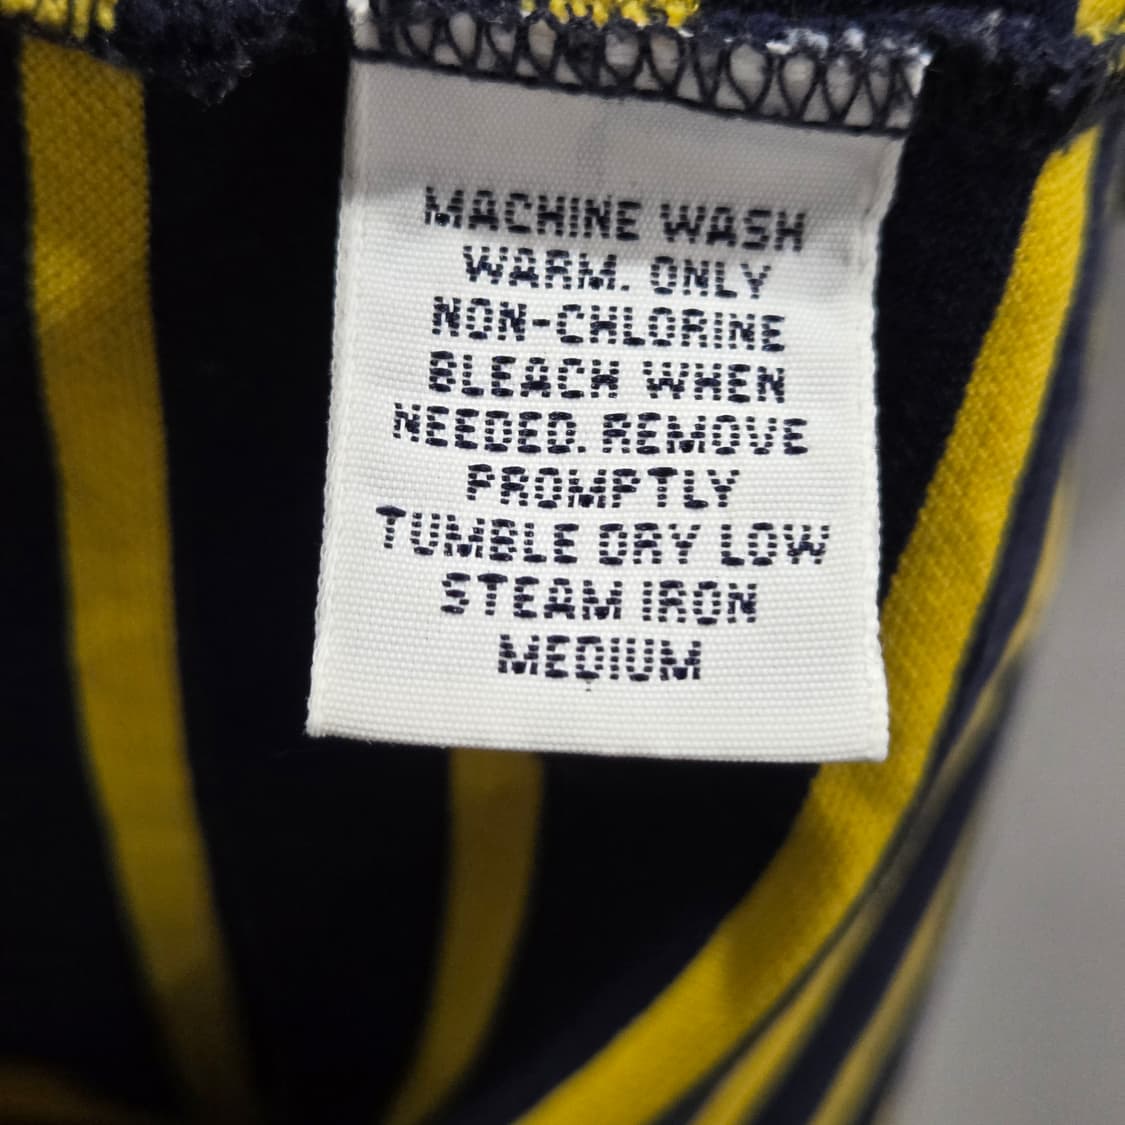 MACHINE WASH
WARM. ONLY
NON-CHLORINE
BLEACH WHEN
NEEDED. REMOVE
PROMPTLY
TUMBLE DRY LOW
STEAM IRON
MEDIUM